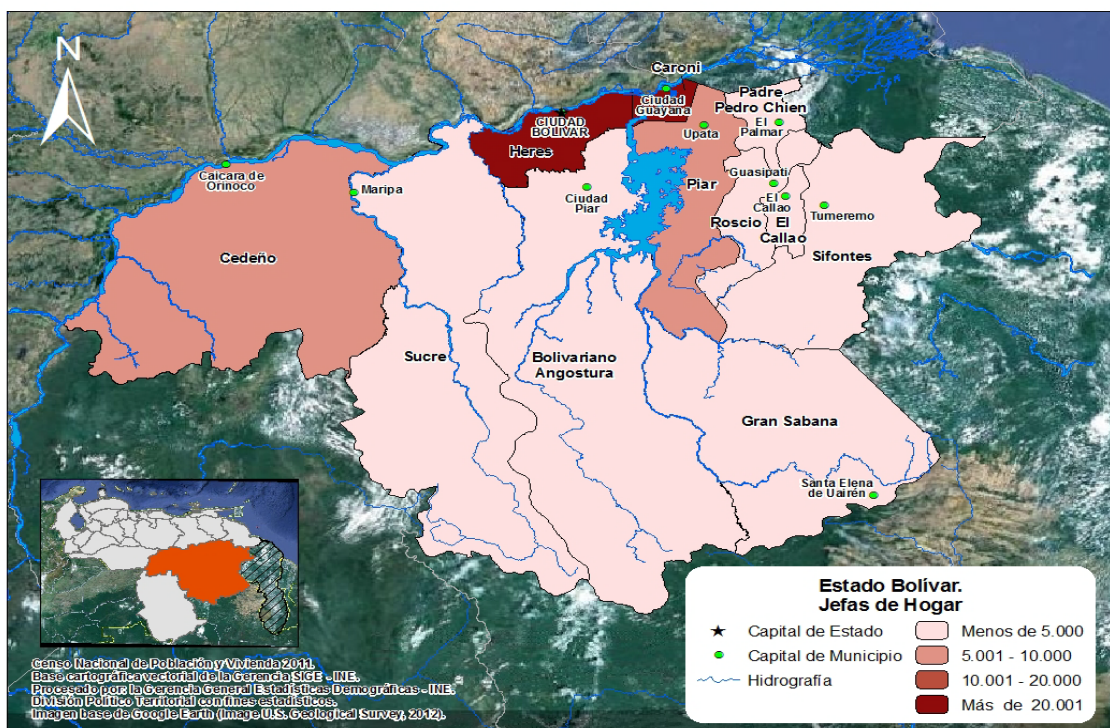 N
Caroni
Ciudad
Guayana
Padre
Pedro Chien
El
Palmar
CIUDAD
BOLIVAR
Heres
Upata
Caicara de
Orinoco
Maripa
Ciudad
Piar
Piar
Guasipati
El
Callao
Roscio
El
Callao
Tumeremo
Sifontes
Cedeño
Sucre
Bolivariano
Angostura
Gran Sabana
Santa Elena
de Uairén
Estado Bolívar.
Jefas de Hogar
Capital de Estado
Capital de Municipio
Hidrografía
Menos de 5.000
5.001 - 10.000
10.001 - 20.000
Más de 20.001
Censo Nacional de Población y Vivienda 2011.
Base cartográfica vectorial de la Gerencia SIGE - INE.
Procesado por: la Gerencia General Estadísticas Demográficas - INE.
División Político Territorial con fines estadísticos.
Imagen base de Google Earth (Image U.S. Geological Survey, 2012).